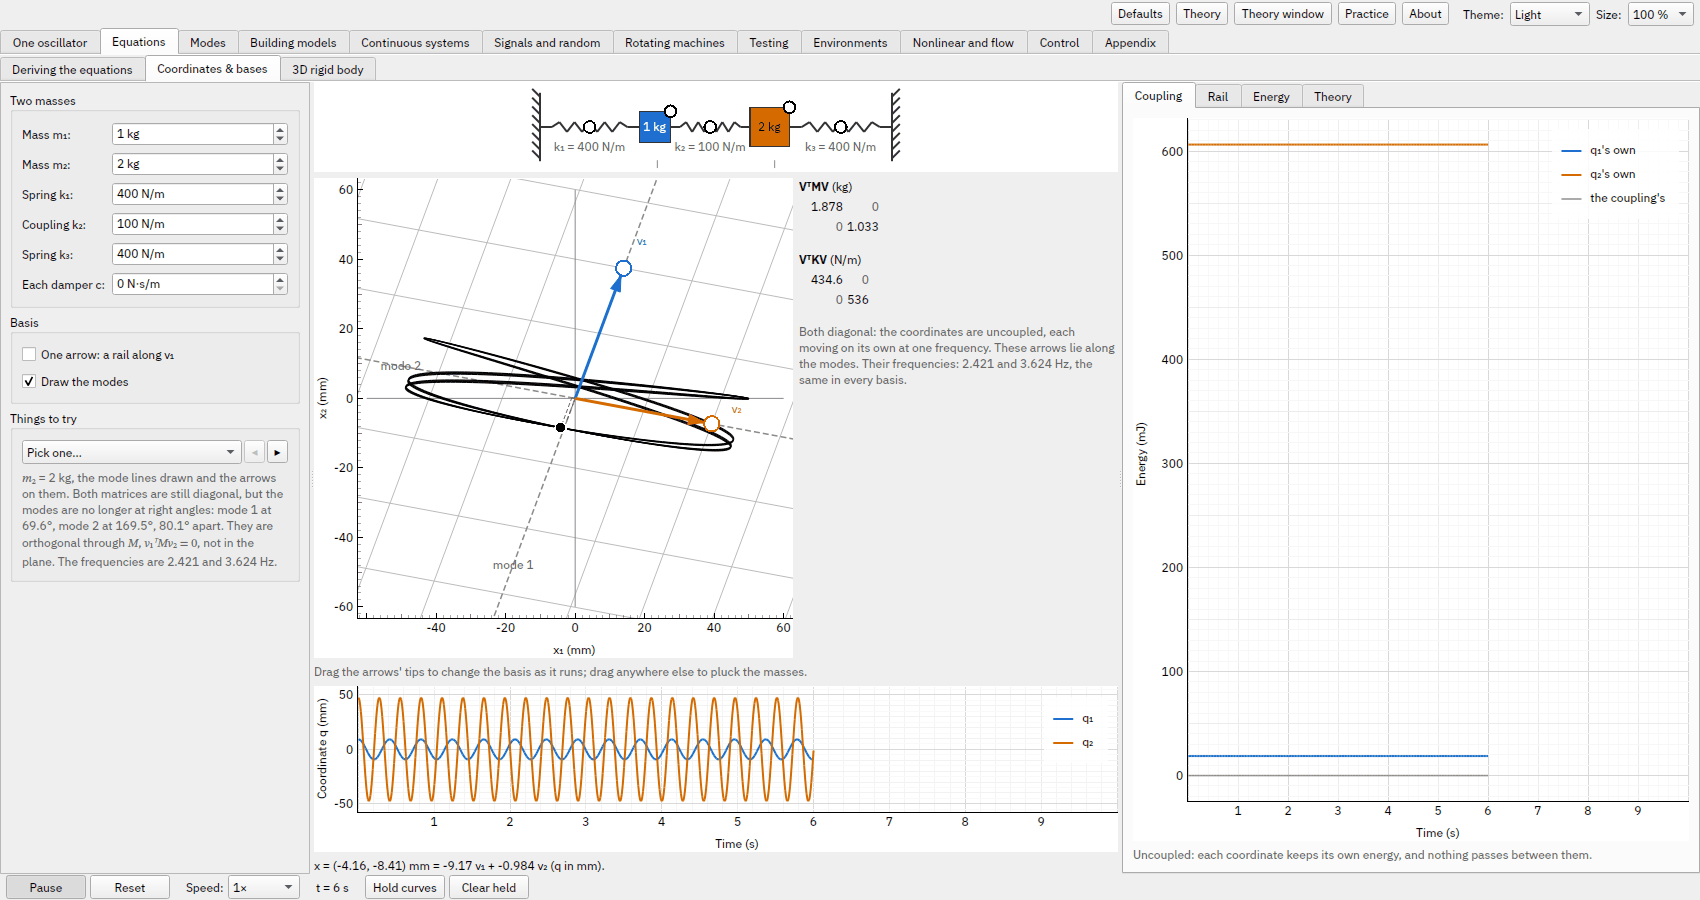 Defaults Theory Theory window Practice About Theme: Light Size: 100 %
One oscillator Equations Modes Building models Continuous systems Signals and random Rotating machines Testing Environments Nonlinear and flow Control Appendix
Deriving the equations Coordinates & bases 3D rigid body
Two masses
Mass m₁: 1 kg
Mass m₂: 2 kg
Spring k₁: 400 N/m
Coupling k₂: 100 N/m
Spring k₃: 400 N/m
Each damper c: 0 N·s/m
Basis
One arrow: a rail along v₁
Draw the modes
Things to try
Pick one...
m₂ = 2 kg, the mode lines drawn and the arrows
on them. Both matrices are still diagonal, but the
modes are no longer at right angles: mode 1 at
69.6°, mode 2 at 169.5°, 80.1° apart. They are
orthogonal through M, v₁ᵀMv₂ = 0, not in the
plane. The frequencies are 2.421 and 3.624 Hz.
1 kg 2 kg
k₁ = 400 N/m k₂ = 100 N/m k₃ = 400 N/m
60
40
20
0
-20
-40
-60
x₂ (mm)
v₁
v₂
mode 2
mode 1
-40 -20 0 20 40 60
x₁ (mm)
VᵀMV (kg)
1.878 0
0 1.033
VᵀKV (N/m)
434.6 0
0 536
Both diagonal: the coordinates are uncoupled, each
moving on its own at one frequency. These arrows lie along
the modes. Their frequencies: 2.421 and 3.624 Hz, the
same in every basis.
Drag the arrows' tips to change the basis as it runs; drag anywhere else to pluck the masses.
50
0
-50
Coordinate q (mm)
q₁
q₂
1 2 3 4 5 6 7 8 9
Time (s)
x = (-4.16, -8.41) mm = -9.17 v₁ + -0.984 v₂ (q in mm).
Coupling Rail Energy Theory
600
500
400
300
200
100
0
Energy (mJ)
q₁'s own
q₂'s own
the coupling's
1 2 3 4 5 6 7 8 9
Time (s)
Uncoupled: each coordinate keeps its own energy, and nothing passes between them.
Pause Reset Speed: 1× t = 6 s Hold curves Clear held